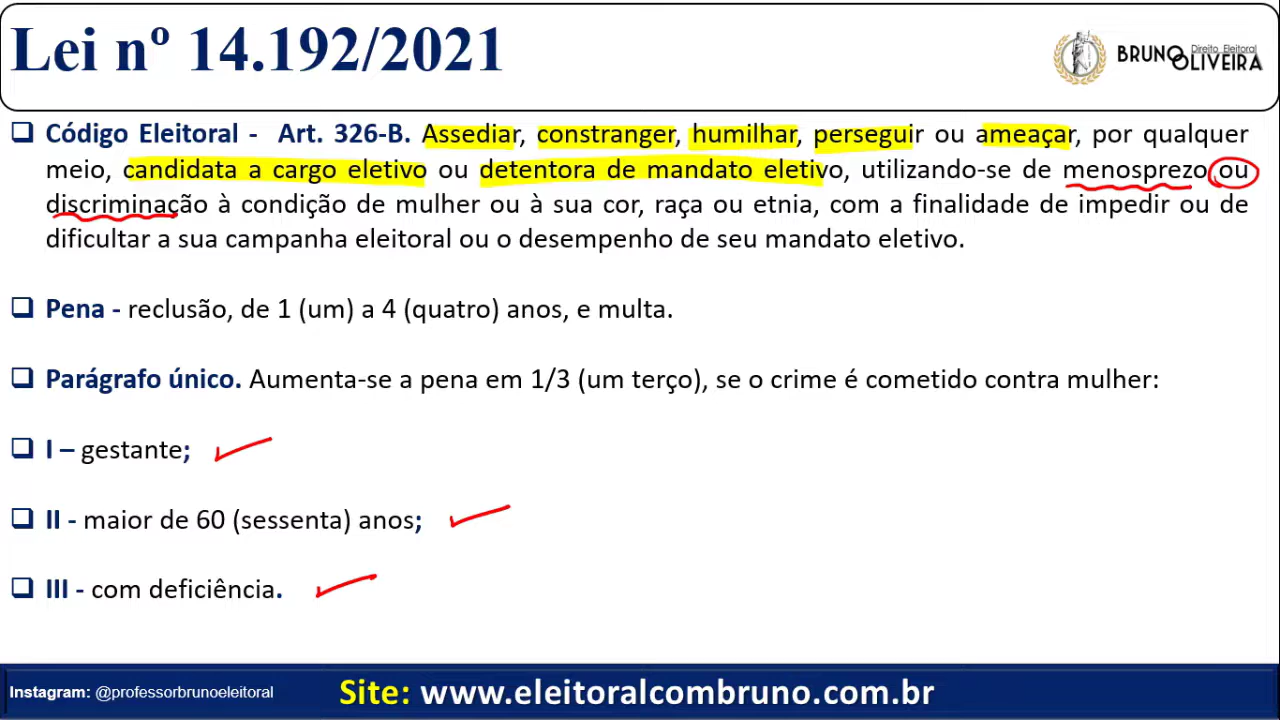 Lei nº 14.192/2021
Direito Eleitoral
BRUNO OLIVEIRA
❑ Código Eleitoral - Art. 326-B. Assediar, constranger, humilhar, perseguir ou ameaçar, por qualquer
meio, candidata a cargo eletivo ou detentora de mandato eletivo, utilizando-se de menosprezo ou
discriminação à condição de mulher ou à sua cor, raça ou etnia, com a finalidade de impedir ou de
dificultar a sua campanha eleitoral ou o desempenho de seu mandato eletivo.
❑ Pena - reclusão, de 1 (um) a 4 (quatro) anos, e multa.
❑ Parágrafo único. Aumenta-se a pena em 1/3 (um terço), se o crime é cometido contra mulher:
❑ I – gestante;
❑ II - maior de 60 (sessenta) anos;
❑ III - com deficiência.
Instagram: @professorbrunoeleitoral
Site: www.eleitoralcombruno.com.br